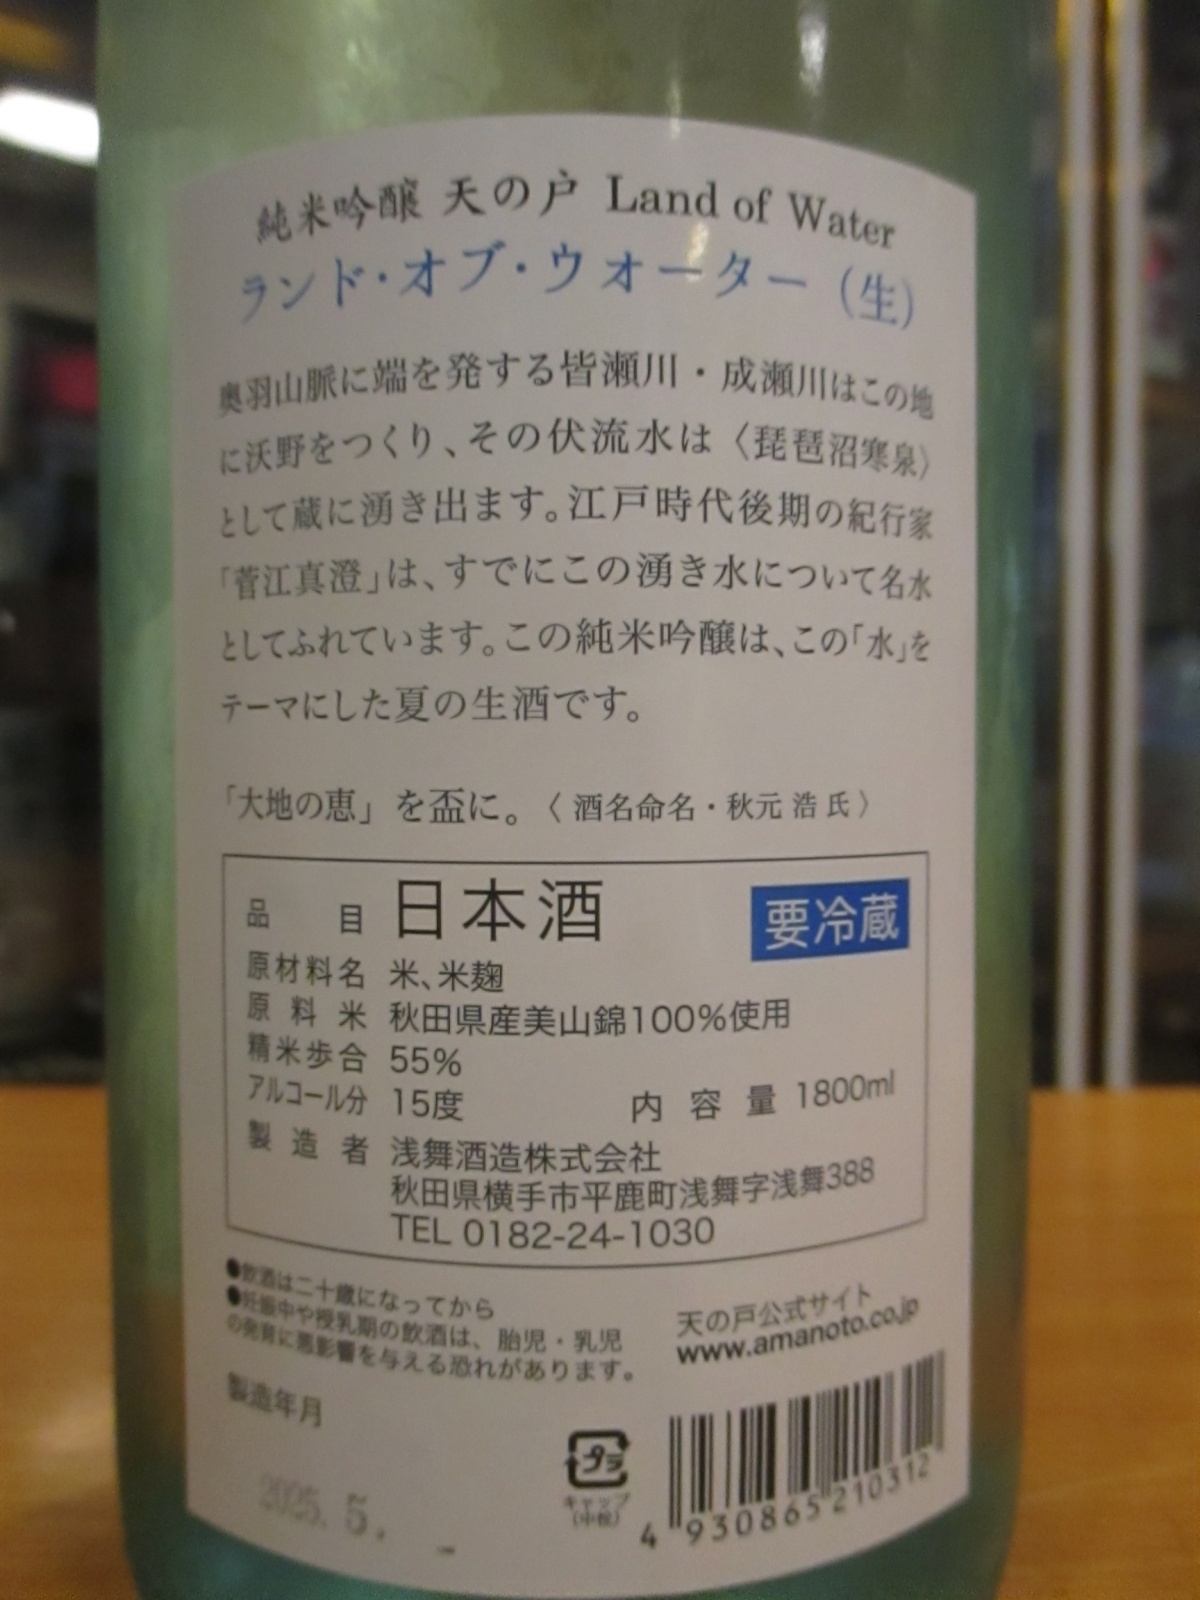 純米吟醸 天の戸 Land of Water
ランド・オブ・ウォーター（生）
奥羽山脈に端を発する皆瀬川・成瀬川はこの地
に沃野をつくり、その伏流水は〈琵琶沼寒泉〉
として蔵に湧き出ます。江戸時代後期の紀行家
「菅江真澄」は、すでにこの湧き水について名水
としてふれています。この純米吟醸は、この「水」を
テーマにした夏の生酒です。
「大地の恵」を盃に。〈酒名命名・秋元 浩 氏〉
品目 日本酒 要冷蔵
原材料名 米、米麹
原料米 秋田県産美山錦100%使用
精米歩合 55%
アルコール分 15度 内容量 1800ml
製造者 浅舞酒造株式会社
秋田県横手市平鹿町浅舞字浅舞388
TEL 0182-24-1030
●飲酒は二十歳になってから
●妊娠中や授乳期の飲酒は、胎児・乳児
の発育に悪影響を与える恐れがあります。
天の戸公式サイト
www.amanoto.co.jp
製造年月
2025. 5.
プラ
キャップ
（中栓）
4 930865 210312